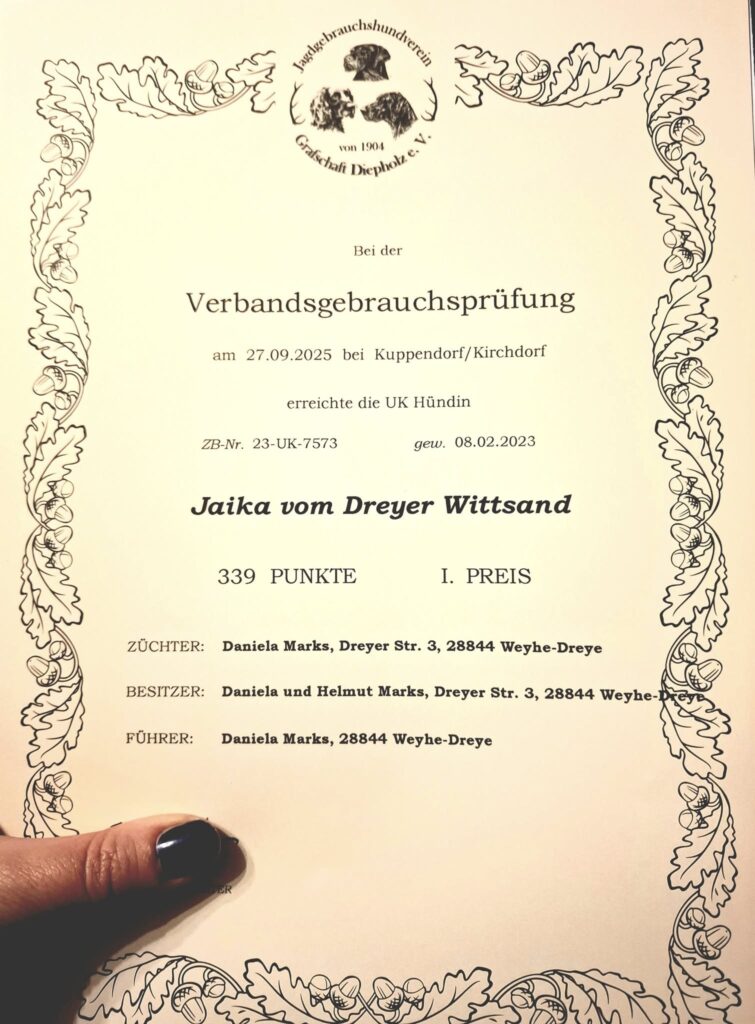 Jagdgebrauchshundverein
von 1904
Grafschaft Diepholz e. V.
Bei der
Verbandsgebrauchsprüfung
am 27.09.2025 bei Kuppendorf/Kirchdorf
erreichte die UK Hündin
ZB-Nr. 23-UK-7573 gew. 08.02.2023
Jaika vom Dreyer Wittsand
339 PUNKTE I. PREIS
ZÜCHTER: Daniela Marks, Dreyer Str. 3, 28844 Weyhe-Dreye
BESITZER: Daniela und Helmut Marks, Dreyer Str. 3, 28844 Weyhe-Dreye
FÜHRER: Daniela Marks, 28844 Weyhe-Dreye